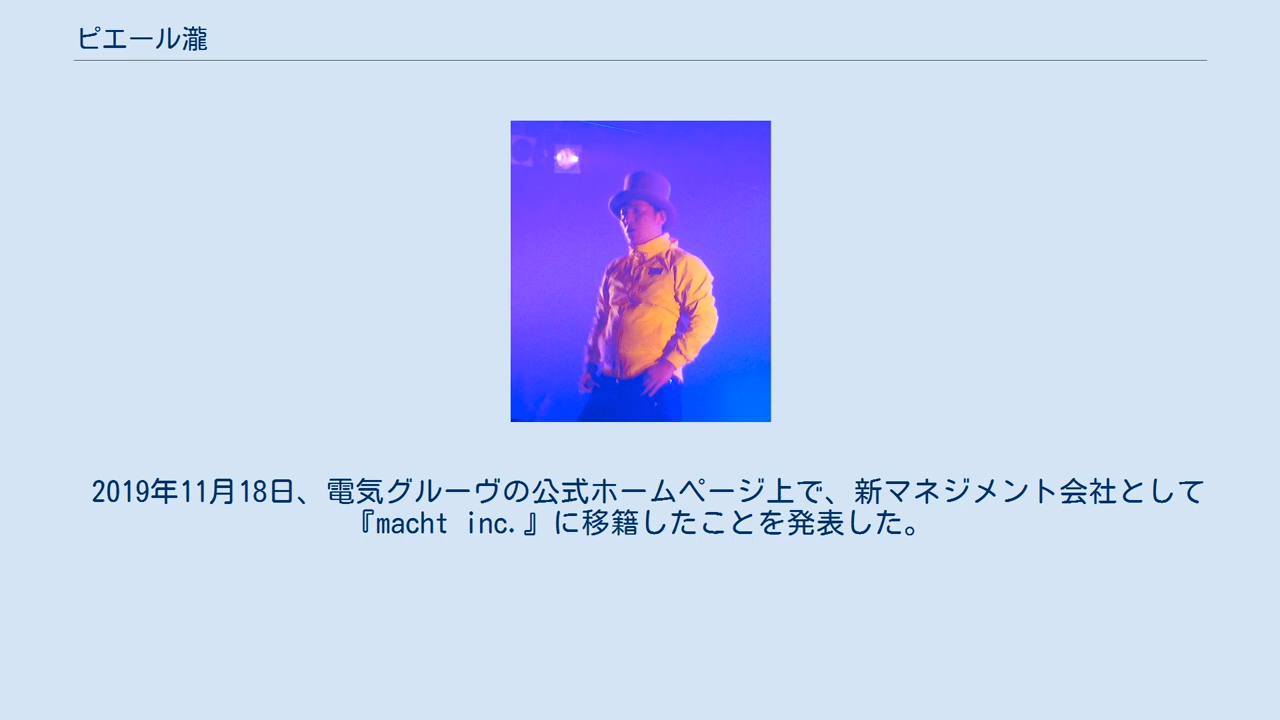 ピエール瀧
2019年11月18日、電気グルーヴの公式ホームページ上で、新マネジメント会社として
『macht inc.』に移籍したことを発表した。